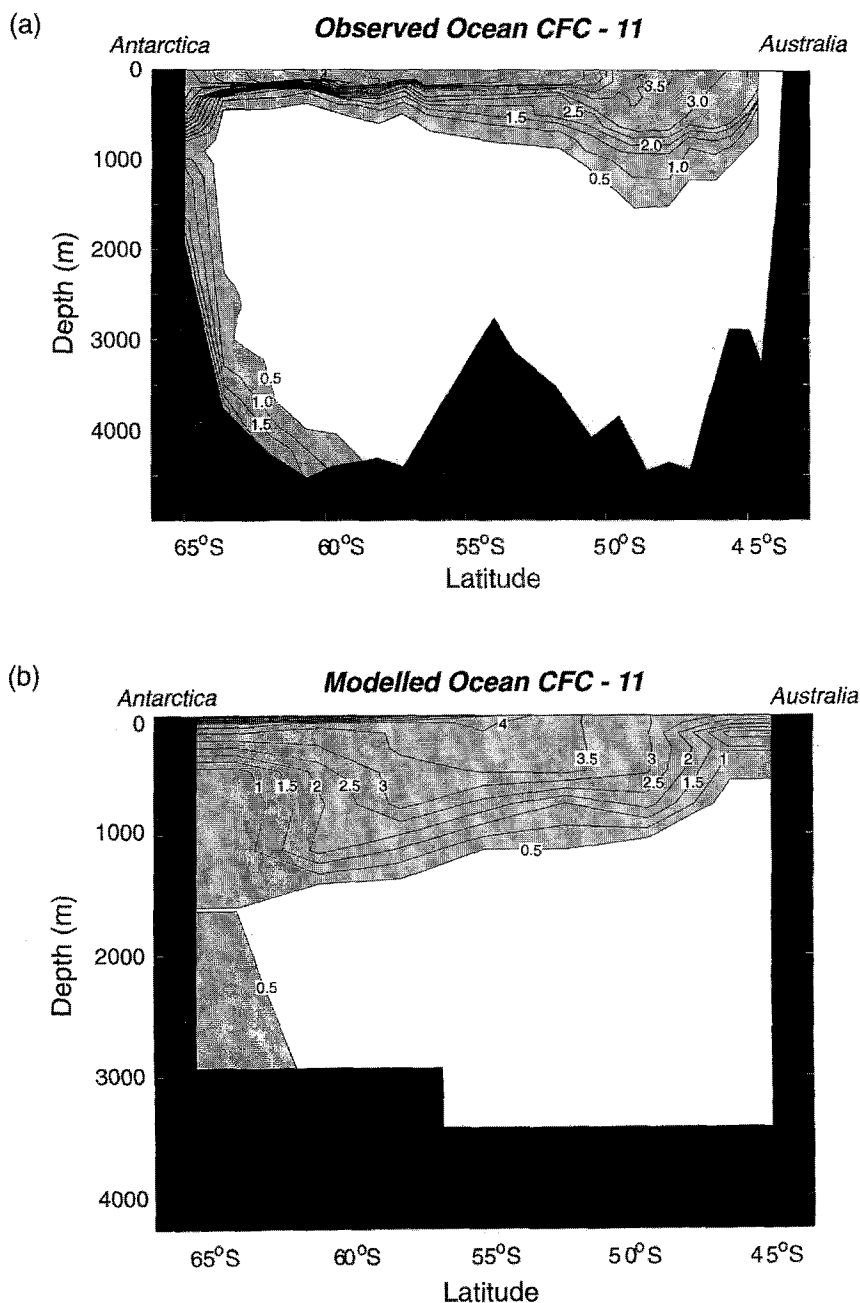 (a)
Observed Ocean CFC - 11
Antarctica
Australia
0
1000
2000
3000
4000
Depth (m)
3.5
3.0
2.5
1.5
2.0
1.0
0.5
0.5
1.0
1.5
65°S
60°S
55°S
50°S
45°S
Latitude
(b)
Modelled Ocean CFC - 11
Antarctica
Australia
0
1000
2000
3000
4000
Depth (m)
4
3.5
3
2
1
2.5
1.5
1
1.5
2
2.5
3
0.5
0.5
65°S
60°S
55°S
50°S
45°S
Latitude